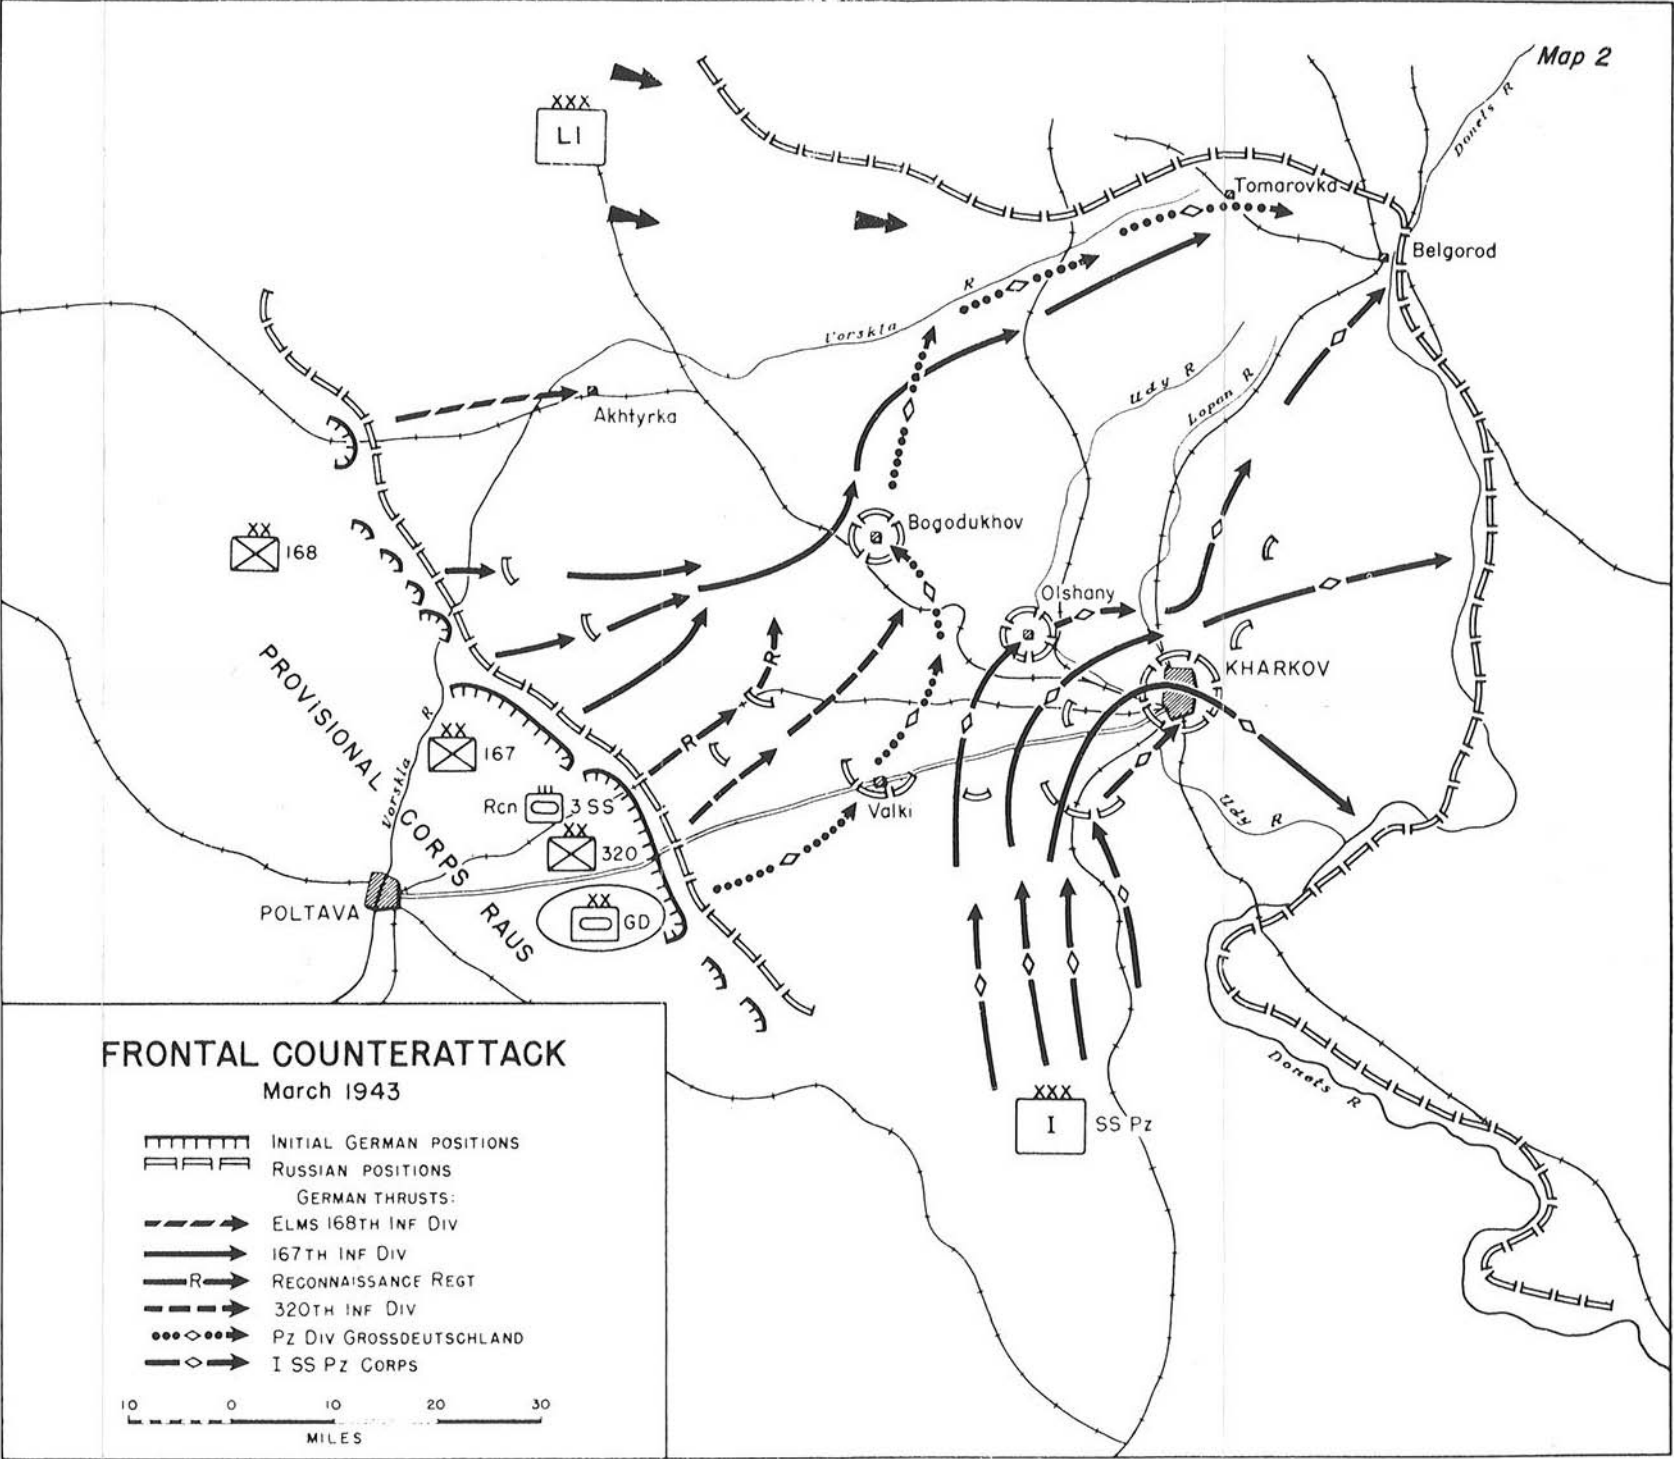 Map 2
XXX
LI
Donets R
Tomarovka
Belgorod
R
Vorskla
Udy R
Lopan R
Akhtyrka
Bogodukhov
XX
168
Olshany
KHARKOV
PROVISIONAL CORPS RAUS
R
R
XX
167
R
Vorskla
Rcn
3 SS
XX
320
Valki
Udy R
POLTAVA
XX
GD
Donets R
XXX
I
SS Pz
FRONTAL COUNTERATTACK
March 1943
INITIAL GERMAN POSITIONS
RUSSIAN POSITIONS
GERMAN THRUSTS:
ELMS 168TH INF DIV
167TH INF DIV
R
RECONNAISSANCE REGT
320TH INF DIV
PZ DIV GROSSDEUTSCHLAND
I SS PZ CORPS
10 0 10 20 30
MILES